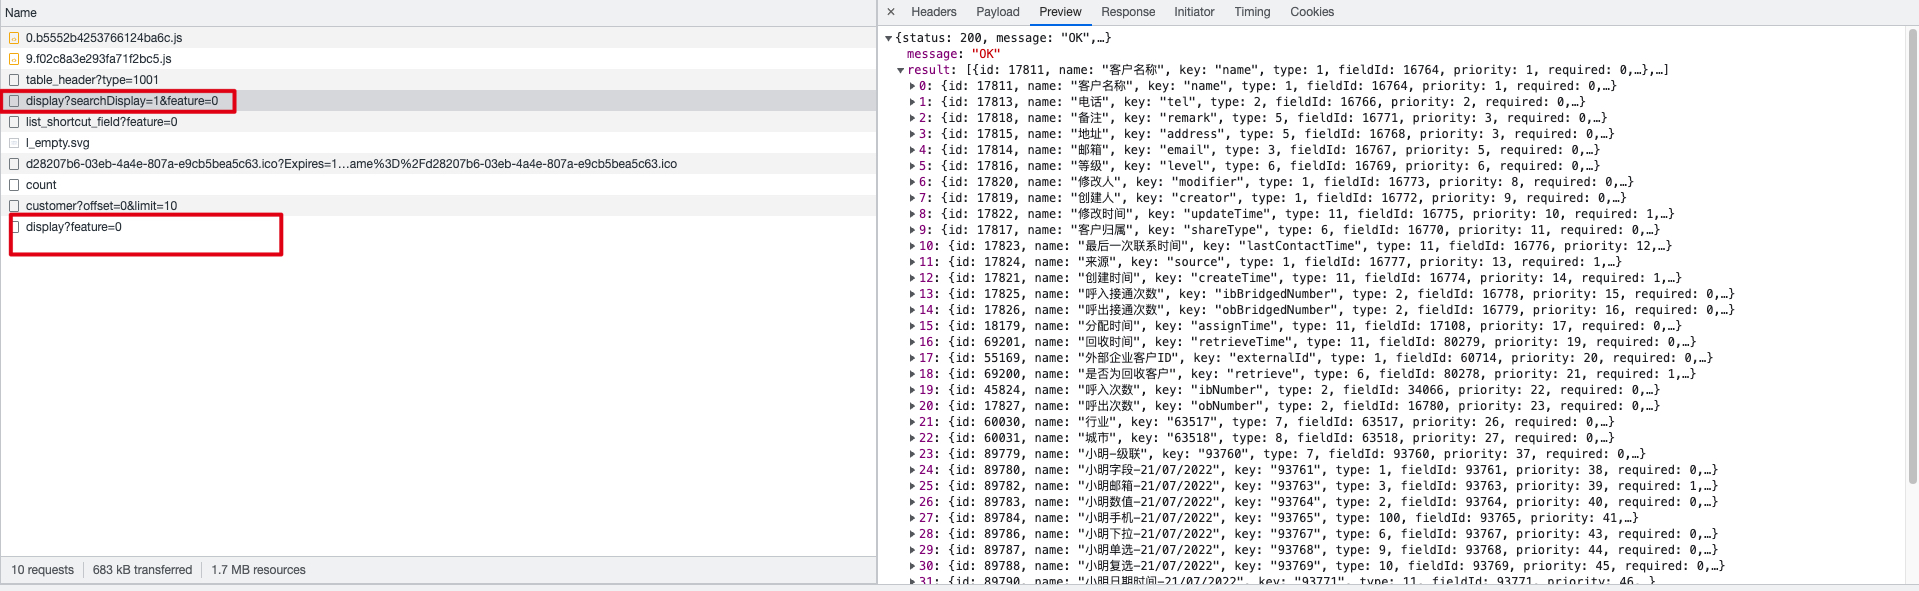 Name
0.b5552b4253766124ba6c.js
9.f02c8a3e293fa71f2bc5.js
table_header?type=1001
display?searchDisplay=1&feature=0
list_shortcut_field?feature=0
l_empty.svg
d28207b6-03eb-4a4e-807a-e9cb5bea5c63.ico?Expires=1…ame%3D%2Fd28207b6-03eb-4a4e-807a-e9cb5bea5c63.ico
count
customer?offset=0&limit=10
display?feature=0
10 requests 683 kB transferred 1.7 MB resources
× Headers Payload Preview Response Initiator Timing Cookies
{status: 200, message: "OK",…}
message: "OK"
result: [{id: 17811, name: "客户名称", key: "name", type: 1, fieldId: 16764, priority: 1, required: 0,…},…]
0: {id: 17811, name: "客户名称", key: "name", type: 1, fieldId: 16764, priority: 1, required: 0,…}
1: {id: 17813, name: "电话", key: "tel", type: 2, fieldId: 16766, priority: 2, required: 0,…}
2: {id: 17818, name: "备注", key: "remark", type: 5, fieldId: 16771, priority: 3, required: 0,…}
3: {id: 17815, name: "地址", key: "address", type: 5, fieldId: 16768, priority: 3, required: 0,…}
4: {id: 17814, name: "邮箱", key: "email", type: 3, fieldId: 16767, priority: 5, required: 0,…}
5: {id: 17816, name: "等级", key: "level", type: 6, fieldId: 16769, priority: 6, required: 0,…}
6: {id: 17820, name: "修改人", key: "modifier", type: 1, fieldId: 16773, priority: 8, required: 0,…}
7: {id: 17819, name: "创建人", key: "creator", type: 1, fieldId: 16772, priority: 9, required: 0,…}
8: {id: 17822, name: "修改时间", key: "updateTime", type: 11, fieldId: 16775, priority: 10, required: 1,…}
9: {id: 17817, name: "客户归属", key: "shareType", type: 6, fieldId: 16770, priority: 11, required: 0,…}
10: {id: 17823, name: "最后一次联系时间", key: "lastContactTime", type: 11, fieldId: 16776, priority: 12,…}
11: {id: 17824, name: "来源", key: "source", type: 1, fieldId: 16777, priority: 13, required: 1,…}
12: {id: 17821, name: "创建时间", key: "createTime", type: 11, fieldId: 16774, priority: 14, required: 1,…}
13: {id: 17825, name: "呼入接通次数", key: "ibBridgedNumber", type: 2, fieldId: 16778, priority: 15, required: 0,…}
14: {id: 17826, name: "呼出接通次数", key: "obBridgedNumber", type: 2, fieldId: 16779, priority: 16, required: 0,…}
15: {id: 18179, name: "分配时间", key: "assignTime", type: 11, fieldId: 17108, priority: 17, required: 0,…}
16: {id: 69201, name: "回收时间", key: "retrieveTime", type: 11, fieldId: 80279, priority: 19, required: 0,…}
17: {id: 55169, name: "外部企业客户ID", key: "externalId", type: 1, fieldId: 60714, priority: 20, required: 0,…}
18: {id: 69200, name: "是否为回收客户", key: "retrieve", type: 6, fieldId: 80278, priority: 21, required: 1,…}
19: {id: 45824, name: "呼入次数", key: "ibNumber", type: 2, fieldId: 34066, priority: 22, required: 0,…}
20: {id: 17827, name: "呼出次数", key: "obNumber", type: 2, fieldId: 16780, priority: 23, required: 0,…}
21: {id: 60030, name: "行业", key: "63517", type: 7, fieldId: 63517, priority: 26, required: 0,…}
22: {id: 60031, name: "城市", key: "63518", type: 8, fieldId: 63518, priority: 27, required: 0,…}
23: {id: 89779, name: "小明-级联", key: "93760", type: 7, fieldId: 93760, priority: 37, required: 0,…}
24: {id: 89780, name: "小明字段-21/07/2022", key: "93761", type: 1, fieldId: 93761, priority: 38, required: 0,…}
25: {id: 89782, name: "小明邮箱-21/07/2022", key: "93763", type: 3, fieldId: 93763, priority: 39, required: 1,…}
26: {id: 89783, name: "小明数值-21/07/2022", key: "93764", type: 2, fieldId: 93764, priority: 40, required: 0,…}
27: {id: 89784, name: "小明手机-21/07/2022", key: "93765", type: 100, fieldId: 93765, priority: 41,…}
28: {id: 89786, name: "小明下拉-21/07/2022", key: "93767", type: 6, fieldId: 93767, priority: 43, required: 0,…}
29: {id: 89787, name: "小明单选-21/07/2022", key: "93768", type: 9, fieldId: 93768, priority: 44, required: 0,…}
30: {id: 89788, name: "小明复选-21/07/2022", key: "93769", type: 10, fieldId: 93769, priority: 45, required: 0,…}
31: {id: 89790, name: "小明日期时间-21/07/2022", key: "93771", type: 11, fieldId: 93771, priority: 46,…}